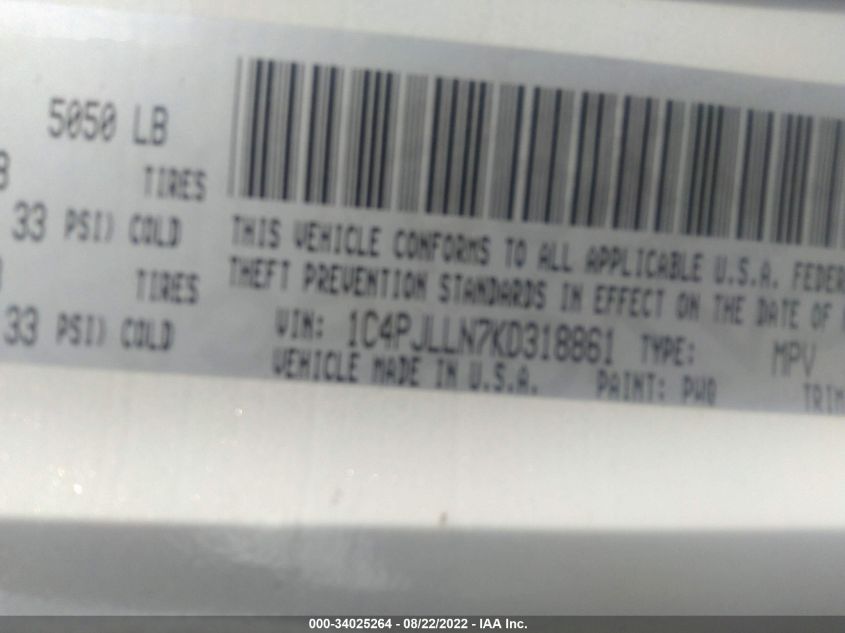 5050 LB
TIRES
33 PSI) COLD
TIRES
33 PSI) COLD
THIS VEHICLE CONFORMS TO ALL APPLICABLE U.S.A. FEDER
THEFT PREVENTION STANDARDS IN EFFECT ON THE DATE OF
VIN: 1C4PJLLN7KD318861 TYPE: MPV
VEHICLE MADE IN U.S.A. PAINT: PWQ TRIM
000-34025264 - 08/22/2022 - IAA Inc.